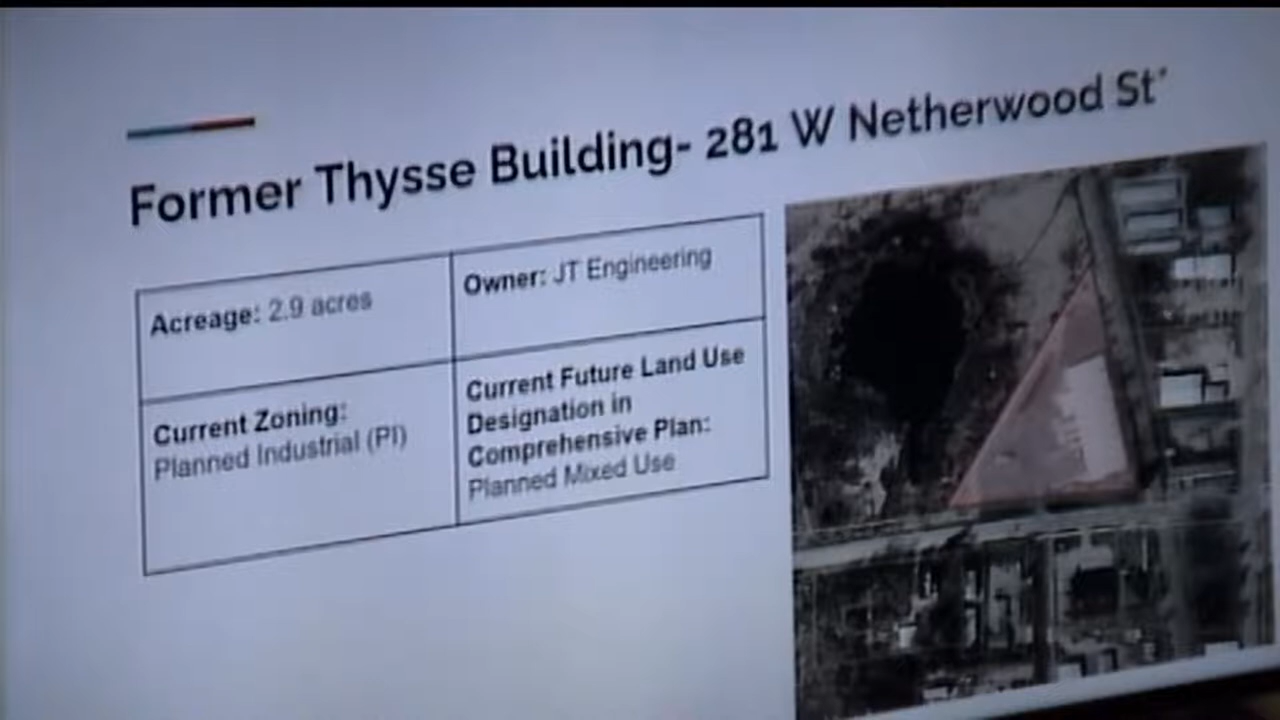 Former Thysse Building- 281 W Netherwood St*
Acreage: 2.9 acres
Owner: JT Engineering
Current Zoning:
Planned Industrial (PI)
Current Future Land Use
Designation in
Comprehensive Plan:
Planned Mixed Use